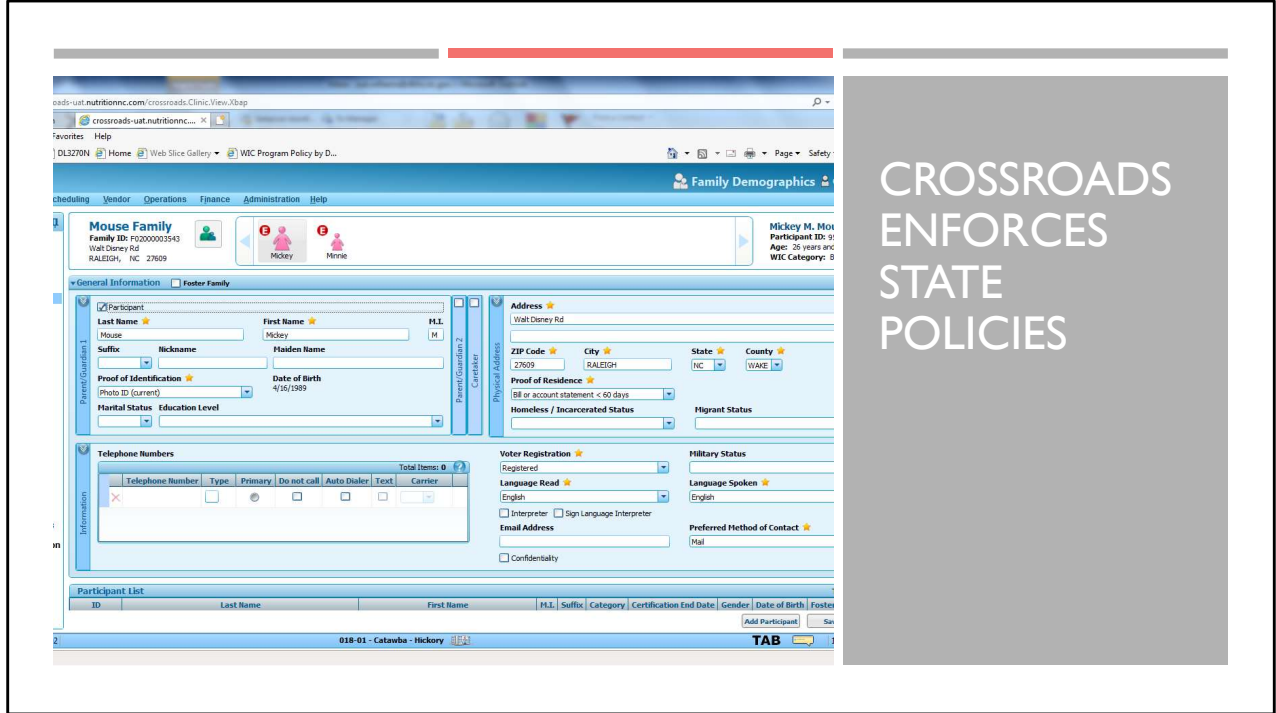 oads-uat.nutritionnc.com/crossroads.Clinic.View.Xbap
crossroads-uat.nutritionnc....
Favorites Help
DL3270N Home Web Slice Gallery WIC Program Policy by D... Page Safety
Family Demographics
cheduling Vendor Operations Finance Administration Help
Mouse Family
Family ID: F02000003543
Walt Disney Rd
RALEIGH, NC 27609
E E
Mickey Minnie
Mickey M. Mou
Participant ID: 9
Age: 26 years and
WIC Category: B
General Information Foster Family
Parent/Guardian 1
Participant
Last Name First Name M.I.
Mouse Mickey M
Suffix Nickname Maiden Name
Proof of Identification Date of Birth
Photo ID (current) 4/16/1989
Marital Status Education Level
Parent/Guardian 2
Caretaker
Physical Address
Address
Walt Disney Rd
ZIP Code City State County
27609 RALEIGH NC WAKE
Proof of Residence
Bill or account statement < 60 days
Homeless / Incarcerated Status Migrant Status
Information
Telephone Numbers
Total Items: 0
Telephone Number Type Primary Do not call Auto Dialer Text Carrier
Voter Registration Military Status
Registered
Language Read Language Spoken
English English
Interpreter Sign Language Interpreter
Email Address Preferred Method of Contact
Mail
Confidentiality
on
Participant List
ID Last Name First Name M.I. Suffix Category Certification End Date Gender Date of Birth Foster
Add Participant Sav
2 018-01 - Catawba - Hickory TAB 1
CROSSROADS
ENFORCES
STATE
POLICIES